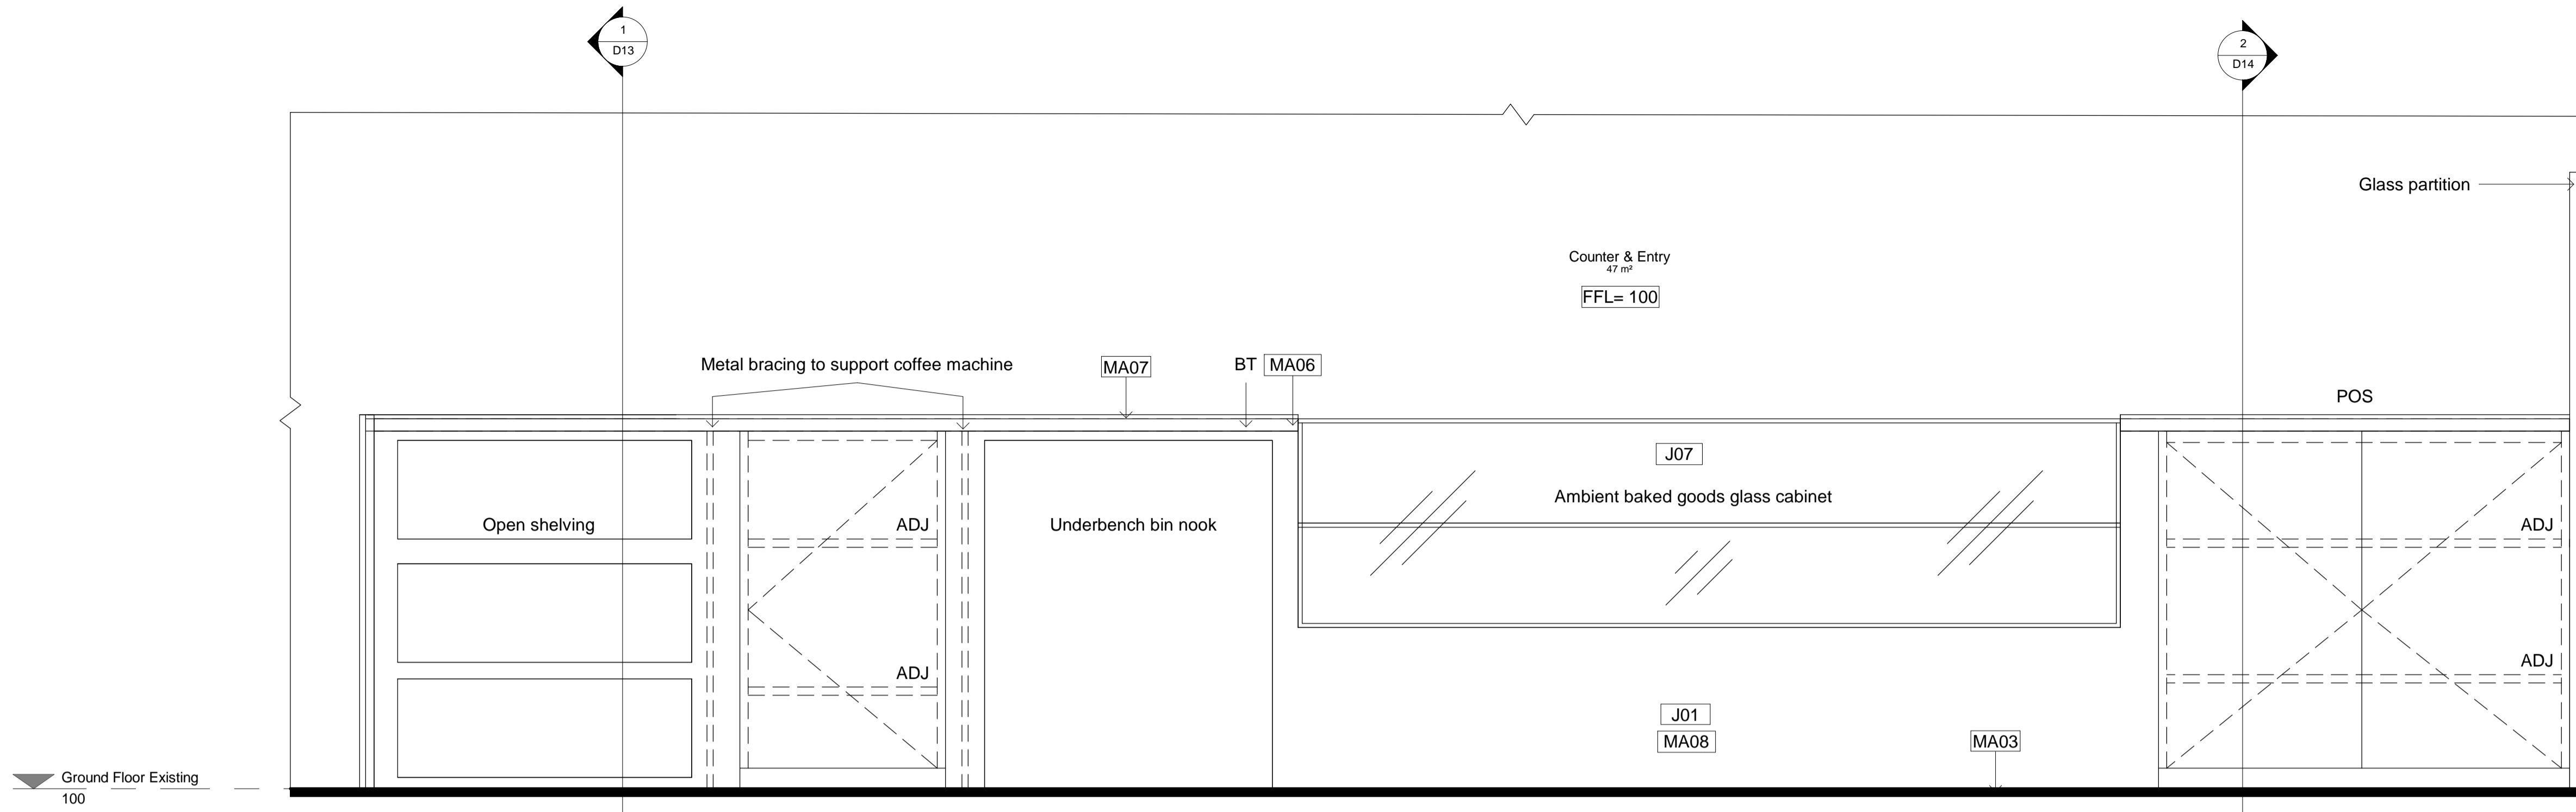 1
D13
2
D14
Glass partition
Counter & Entry
47 m²
FFL= 100
Metal bracing to support coffee machine
MA07
BT
MA06
POS
J07
Ambient baked goods glass cabinet
Open shelving
ADJ
Underbench bin nook
ADJ
ADJ
ADJ
J01
MA08
MA03
Ground Floor Existing
100